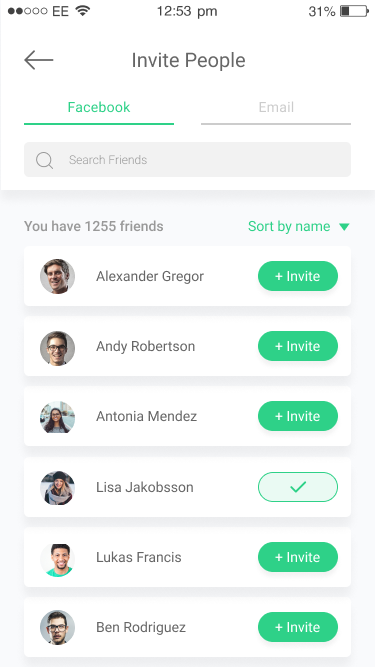 EE 12:53 pm 31%
Invite People
Facebook Email
Search Friends
You have 1255 friends Sort by name
Alexander Gregor + Invite
Andy Robertson + Invite
Antonia Mendez + Invite
Lisa Jakobsson
Lukas Francis + Invite
Ben Rodriguez + Invite